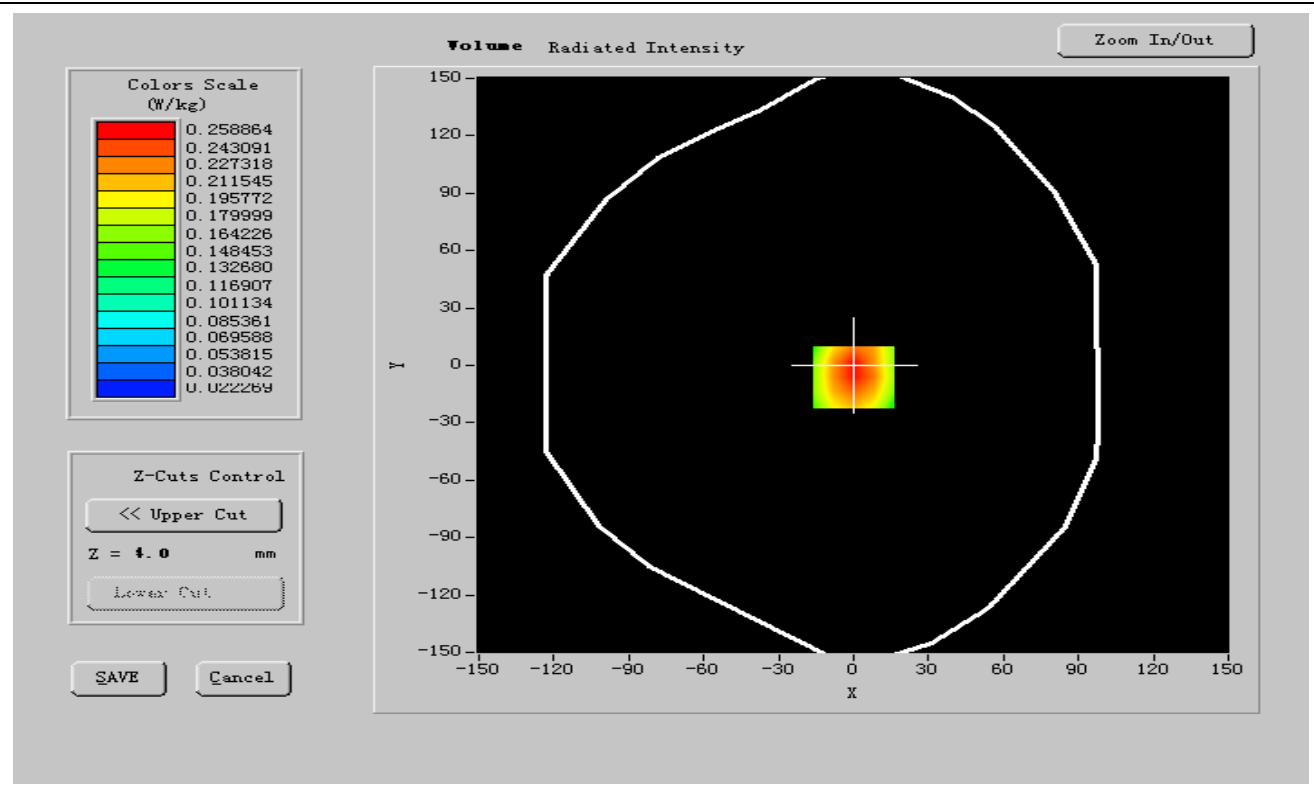 Volume Radiated Intensity
Zoom In/Out
Colors Scale
(W/kg)
0.258864
0.243091
0.227318
0.211545
0.195772
0.179999
0.164226
0.148453
0.132680
0.116907
0.101134
0.085361
0.069588
0.053815
0.038042
0.022269
Z-Cuts Control
<< Upper Cut
Z = 4.0 mm
Lower Cut
SAVE
Cancel
150
120
90
60
30
0
-30
-60
-90
-120
-150
Y
-150 -120 -90 -60 -30 0 30 60 90 120 150
X